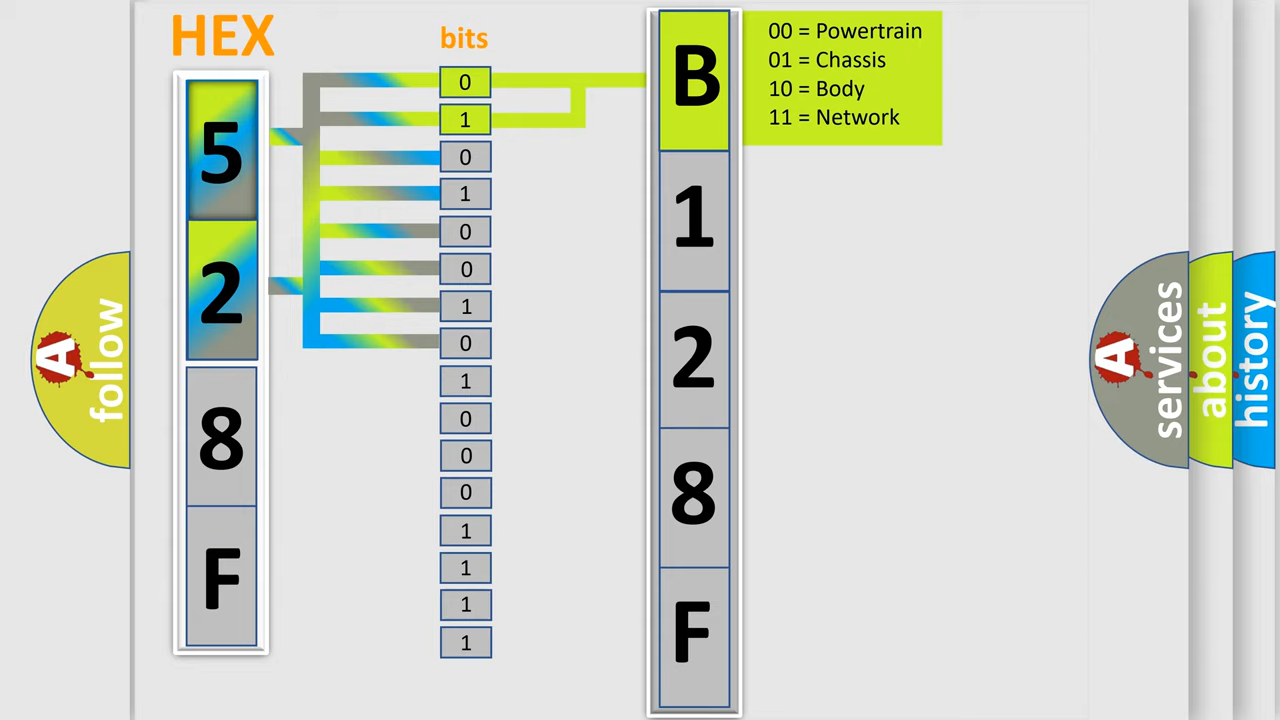 HEX
5
2
8
F
bits
0
1
0
1
0
0
1
0
1
0
0
0
1
1
1
1
B
1
2
8
F
00 = Powertrain
01 = Chassis
10 = Body
11 = Network
A
follow
A
services
about
history